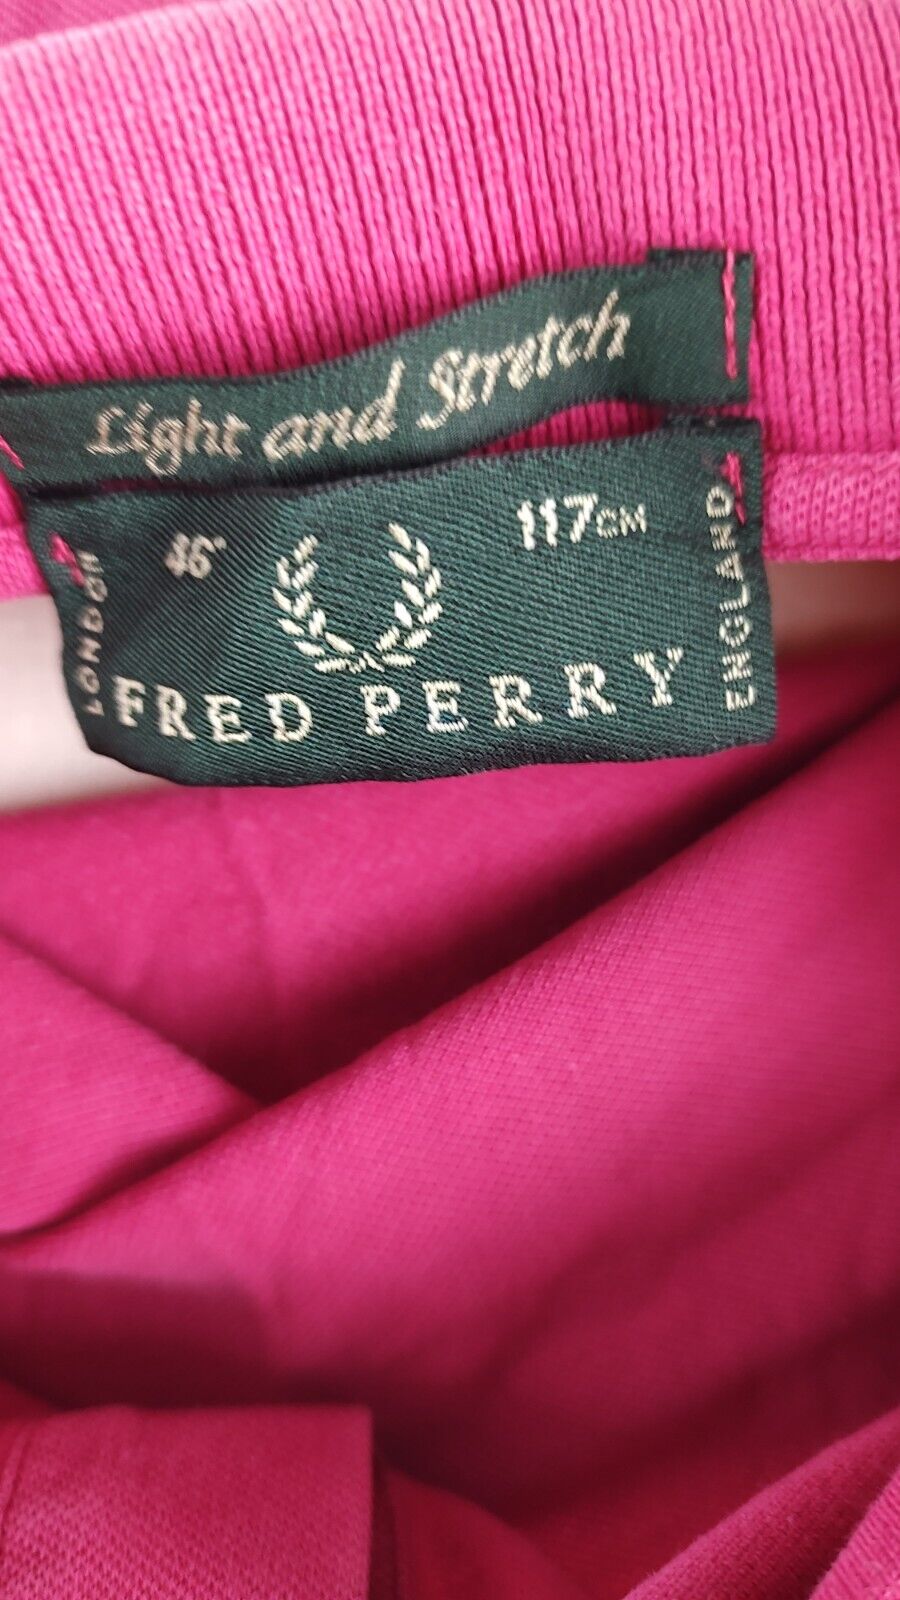 Light and Stretch
46"
117CM
LONDON
ENGLAND
FRED PERRY